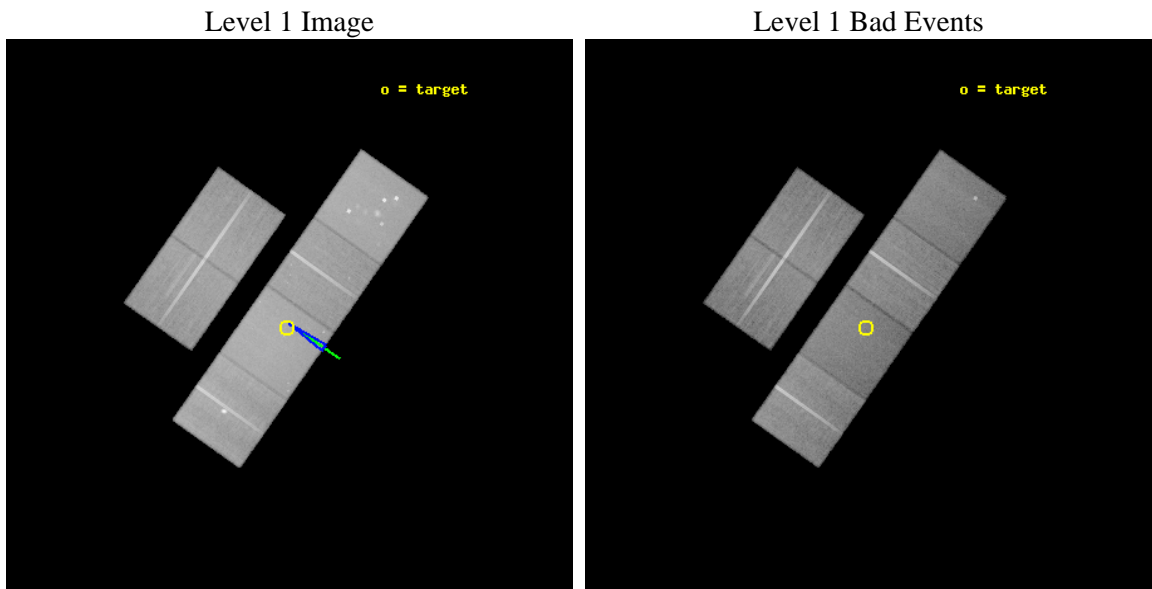 Level 1 Image
Level 1 Bad Events
o = target
o = target